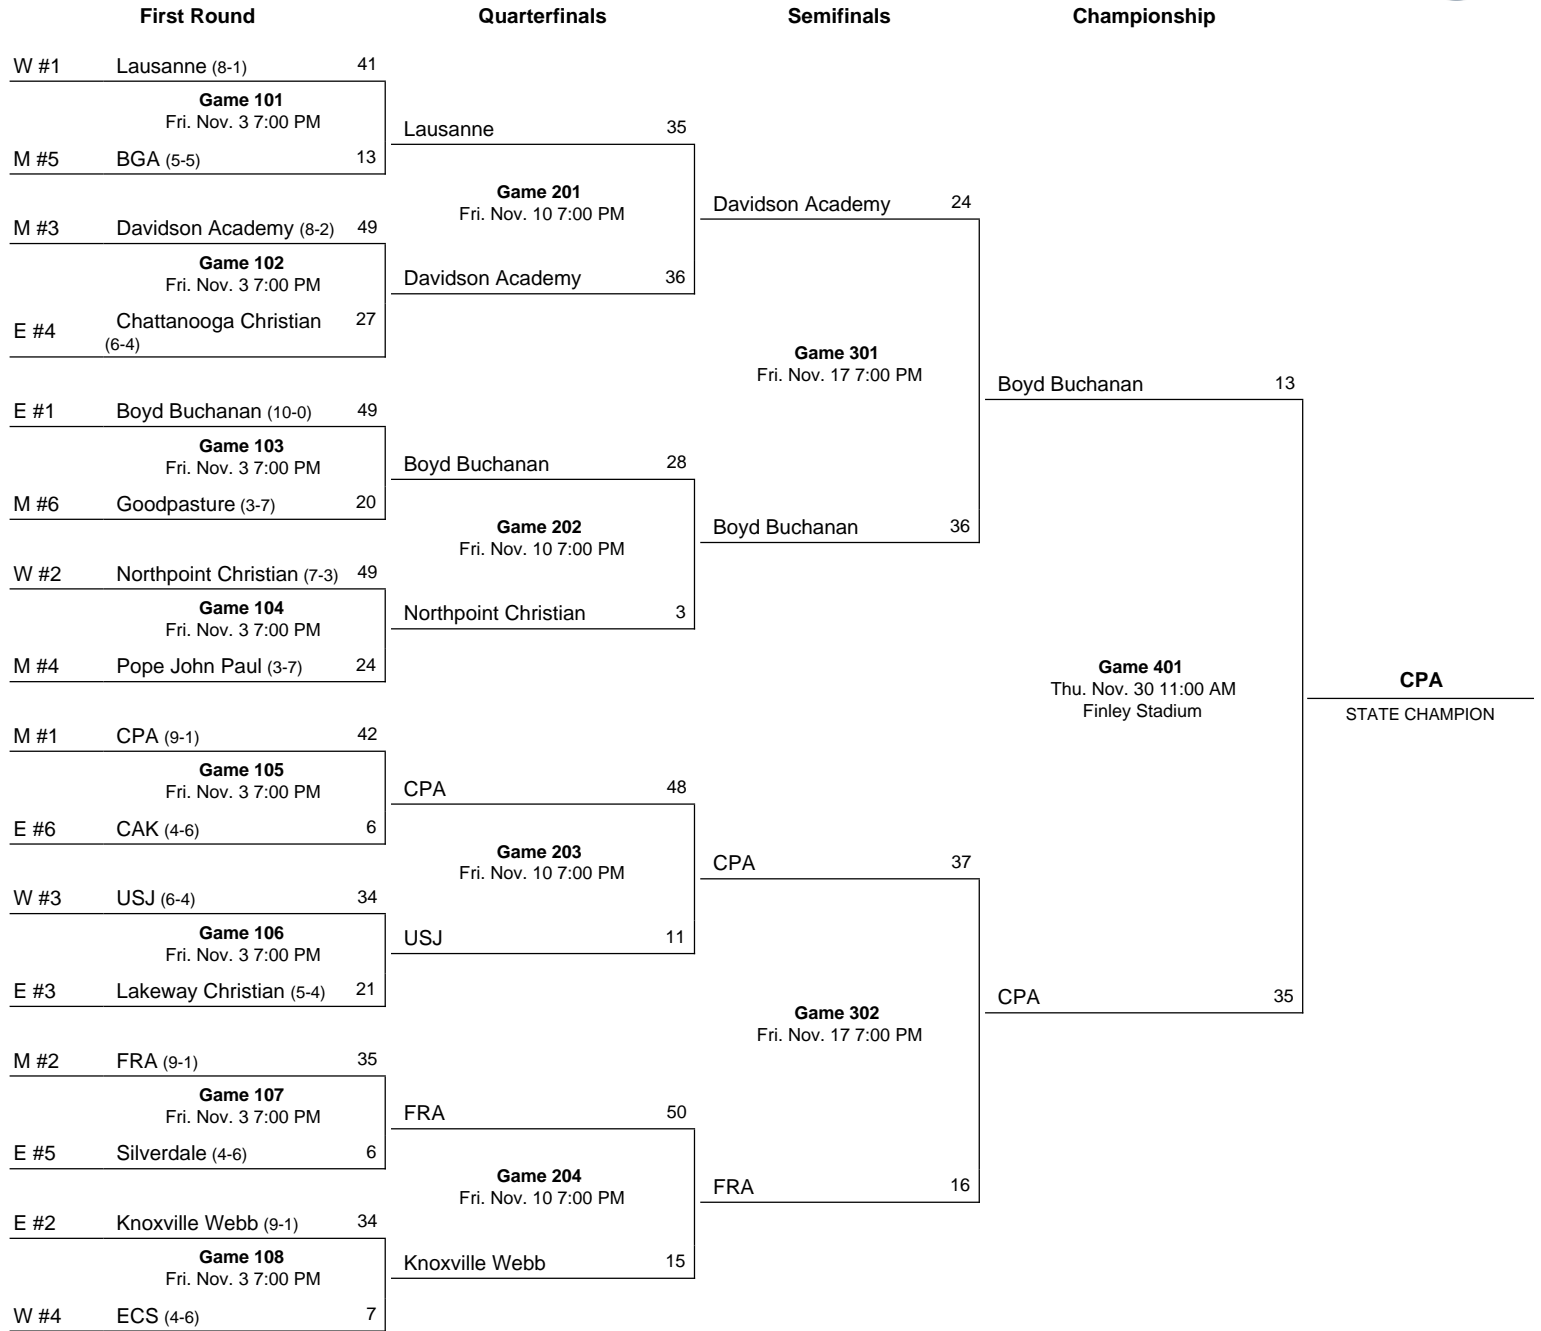 First Round Quarterfinals Semifinals Championship
W #1 Lausanne (8-1) 41
Game 101
Fri. Nov. 3 7:00 PM
M #5 BGA (5-5) 13
M #3 Davidson Academy (8-2) 49
Game 102
Fri. Nov. 3 7:00 PM
E #4 Chattanooga Christian (6-4) 27
E #1 Boyd Buchanan (10-0) 49
Game 103
Fri. Nov. 3 7:00 PM
M #6 Goodpasture (3-7) 20
W #2 Northpoint Christian (7-3) 49
Game 104
Fri. Nov. 3 7:00 PM
M #4 Pope John Paul (3-7) 24
M #1 CPA (9-1) 42
Game 105
Fri. Nov. 3 7:00 PM
E #6 CAK (4-6) 6
W #3 USJ (6-4) 34
Game 106
Fri. Nov. 3 7:00 PM
E #3 Lakeway Christian (5-4) 21
M #2 FRA (9-1) 35
Game 107
Fri. Nov. 3 7:00 PM
E #5 Silverdale (4-6) 6
E #2 Knoxville Webb (9-1) 34
Game 108
Fri. Nov. 3 7:00 PM
W #4 ECS (4-6) 7
Lausanne 35
Game 201
Fri. Nov. 10 7:00 PM
Davidson Academy 36
Boyd Buchanan 28
Game 202
Fri. Nov. 10 7:00 PM
Northpoint Christian 3
CPA 48
Game 203
Fri. Nov. 10 7:00 PM
USJ 11
FRA 50
Game 204
Fri. Nov. 10 7:00 PM
Knoxville Webb 15
Davidson Academy 24
Game 301
Fri. Nov. 17 7:00 PM
Boyd Buchanan 36
CPA 37
Game 302
Fri. Nov. 17 7:00 PM
FRA 16
Boyd Buchanan 13
Game 401
Thu. Nov. 30 11:00 AM
Finley Stadium
CPA 35
CPA
STATE CHAMPION